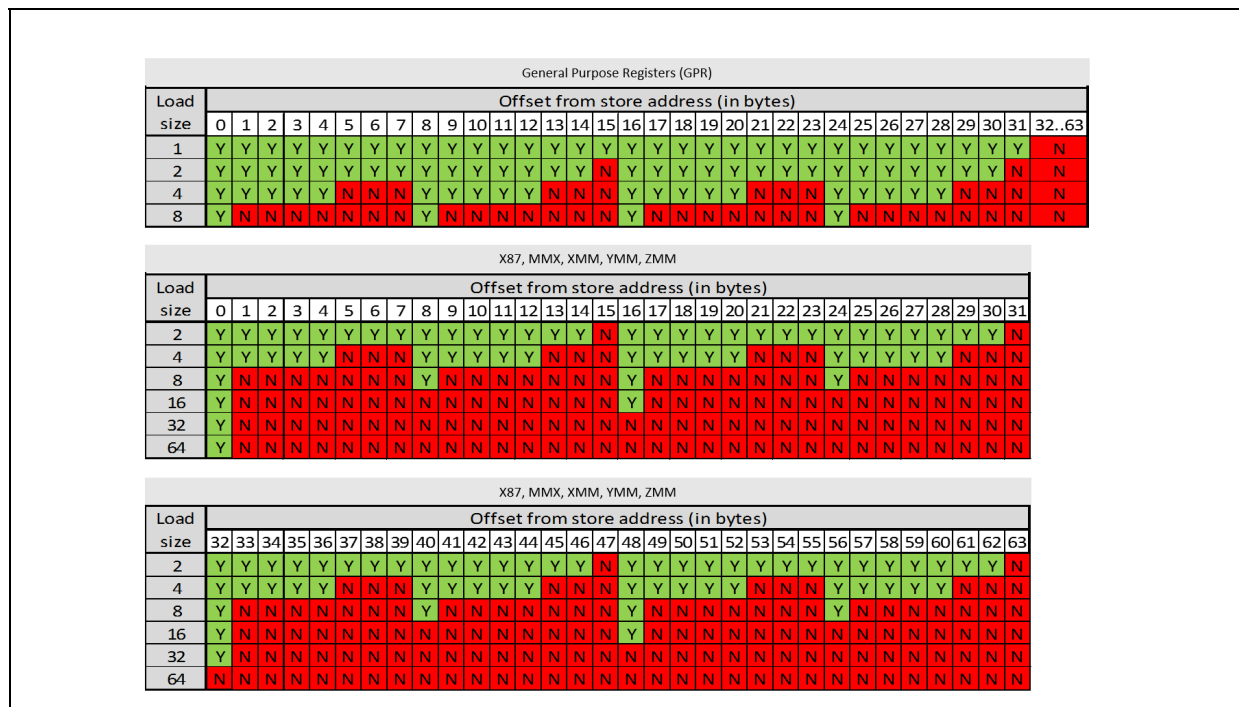 General Purpose Registers (GPR)
Load Offset from store address (in bytes)
size 0 1 2 3 4 5 6 7 8 9 10 11 12 13 14 15 16 17 18 19 20 21 22 23 24 25 26 27 28 29 30 31 32..63
1 Y Y Y Y Y Y Y Y Y Y Y Y Y Y Y Y Y Y Y Y Y Y Y Y Y Y Y Y Y Y Y Y N
2 Y Y Y Y Y Y Y Y Y Y Y Y Y Y Y N Y Y Y Y Y Y Y Y Y Y Y Y Y Y Y N N
4 Y Y Y Y Y N N N Y Y Y Y Y N N N Y Y Y Y Y N N N Y Y Y Y Y N N N N
8 Y N N N N N N N Y N N N N N N N Y N N N N N N N Y N N N N N N N N
X87, MMX, XMM, YMM, ZMM
Load Offset from store address (in bytes)
size 0 1 2 3 4 5 6 7 8 9 10 11 12 13 14 15 16 17 18 19 20 21 22 23 24 25 26 27 28 29 30 31
2 Y Y Y Y Y Y Y Y Y Y Y Y Y Y Y N Y Y Y Y Y Y Y Y Y Y Y Y Y Y Y N
4 Y Y Y Y Y N N N Y Y Y Y Y N N N Y Y Y Y Y N N N Y Y Y Y Y N N N
8 Y N N N N N N N Y N N N N N N N Y N N N N N N N Y N N N N N N N
16 Y N N N N N N N N N N N N N N N Y N N N N N N N N N N N N N N N
32 Y N N N N N N N N N N N N N N N N N N N N N N N N N N N N N N N
64 Y N N N N N N N N N N N N N N N N N N N N N N N N N N N N N N N
X87, MMX, XMM, YMM, ZMM
Load Offset from store address (in bytes)
size 32 33 34 35 36 37 38 39 40 41 42 43 44 45 46 47 48 49 50 51 52 53 54 55 56 57 58 59 60 61 62 63
2 Y Y Y Y Y Y Y Y Y Y Y Y Y Y Y N Y Y Y Y Y Y Y Y Y Y Y Y Y Y Y N
4 Y Y Y Y Y N N N Y Y Y Y Y N N N Y Y Y Y Y N N N Y Y Y Y Y N N N
8 Y N N N N N N N Y N N N N N N N Y N N N N N N N Y N N N N N N N
16 Y N N N N N N N N N N N N N N N Y N N N N N N N N N N N N N N N
32 Y N N N N N N N N N N N N N N N N N N N N N N N N N N N N N N N
64 N N N N N N N N N N N N N N N N N N N N N N N N N N N N N N N N